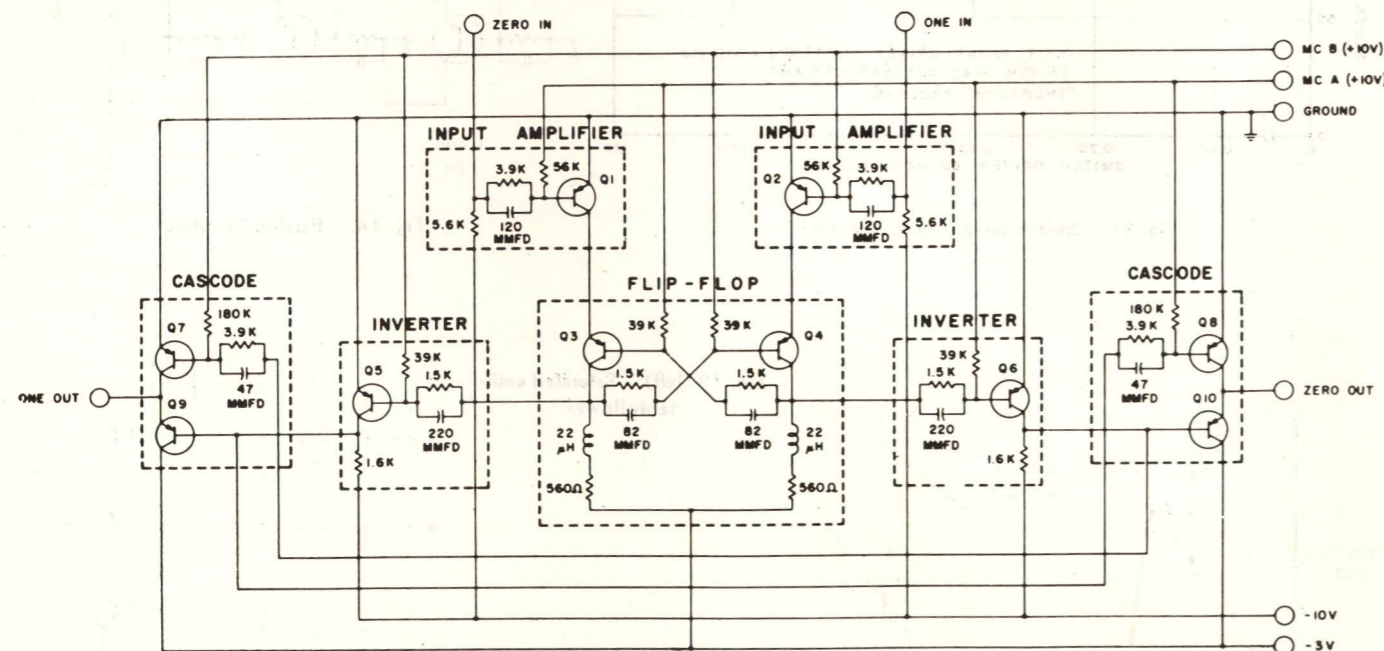 ZERO IN
ONE IN
MC B (+10V)
MC A (+10V)
GROUND
INPUT AMPLIFIER
56K
3.9K
Q1
120
MMFD
5.6K
INPUT AMPLIFIER
56K
3.9K
Q2
120
MMFD
5.6K
CASCODE
180K
Q7
3.9K
47
MMFD
Q9
ONE OUT
INVERTER
39K
Q5
1.5K
220
MMFD
1.6K
FLIP-FLOP
39K
39K
Q3
Q4
1.5K
1.5K
82
MMFD
82
MMFD
22
μH
22
μH
560Ω
560Ω
INVERTER
39K
Q6
1.5K
220
MMFD
1.6K
CASCODE
180K
3.9K
Q8
47
MMFD
Q10
ZERO OUT
-10V
-3V